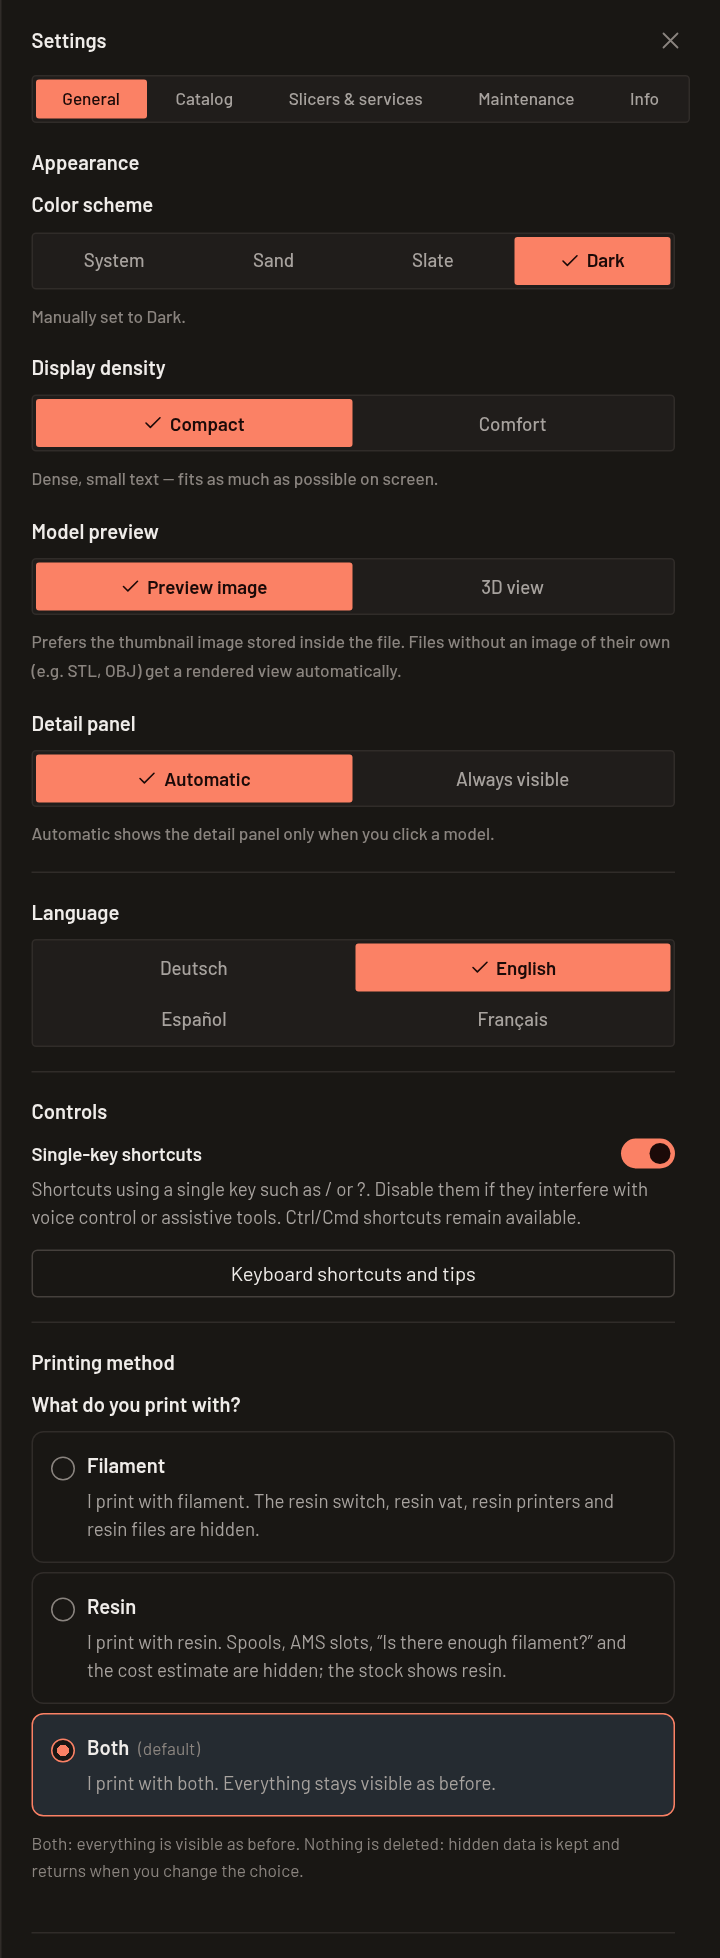 Settings
General
Catalog
Slicers & services
Maintenance
Info
Appearance
Color scheme
System
Sand
Slate
Dark
Manually set to Dark.
Display density
Compact
Comfort
Dense, small text — fits as much as possible on screen.
Model preview
Preview image
3D view
Prefers the thumbnail image stored inside the file. Files without an image of their own
(e.g. STL, OBJ) get a rendered view automatically.
Detail panel
Automatic
Always visible
Automatic shows the detail panel only when you click a model.
Language
Deutsch
English
Español
Français
Controls
Single-key shortcuts
Shortcuts using a single key such as / or ?. Disable them if they interfere with
voice control or assistive tools. Ctrl/Cmd shortcuts remain available.
Keyboard shortcuts and tips
Printing method
What do you print with?
Filament
I print with filament. The resin switch, resin vat, resin printers and
resin files are hidden.
Resin
I print with resin. Spools, AMS slots, “Is there enough filament?” and
the cost estimate are hidden; the stock shows resin.
Both (default)
I print with both. Everything stays visible as before.
Both: everything is visible as before. Nothing is deleted: hidden data is kept and
returns when you change the choice.